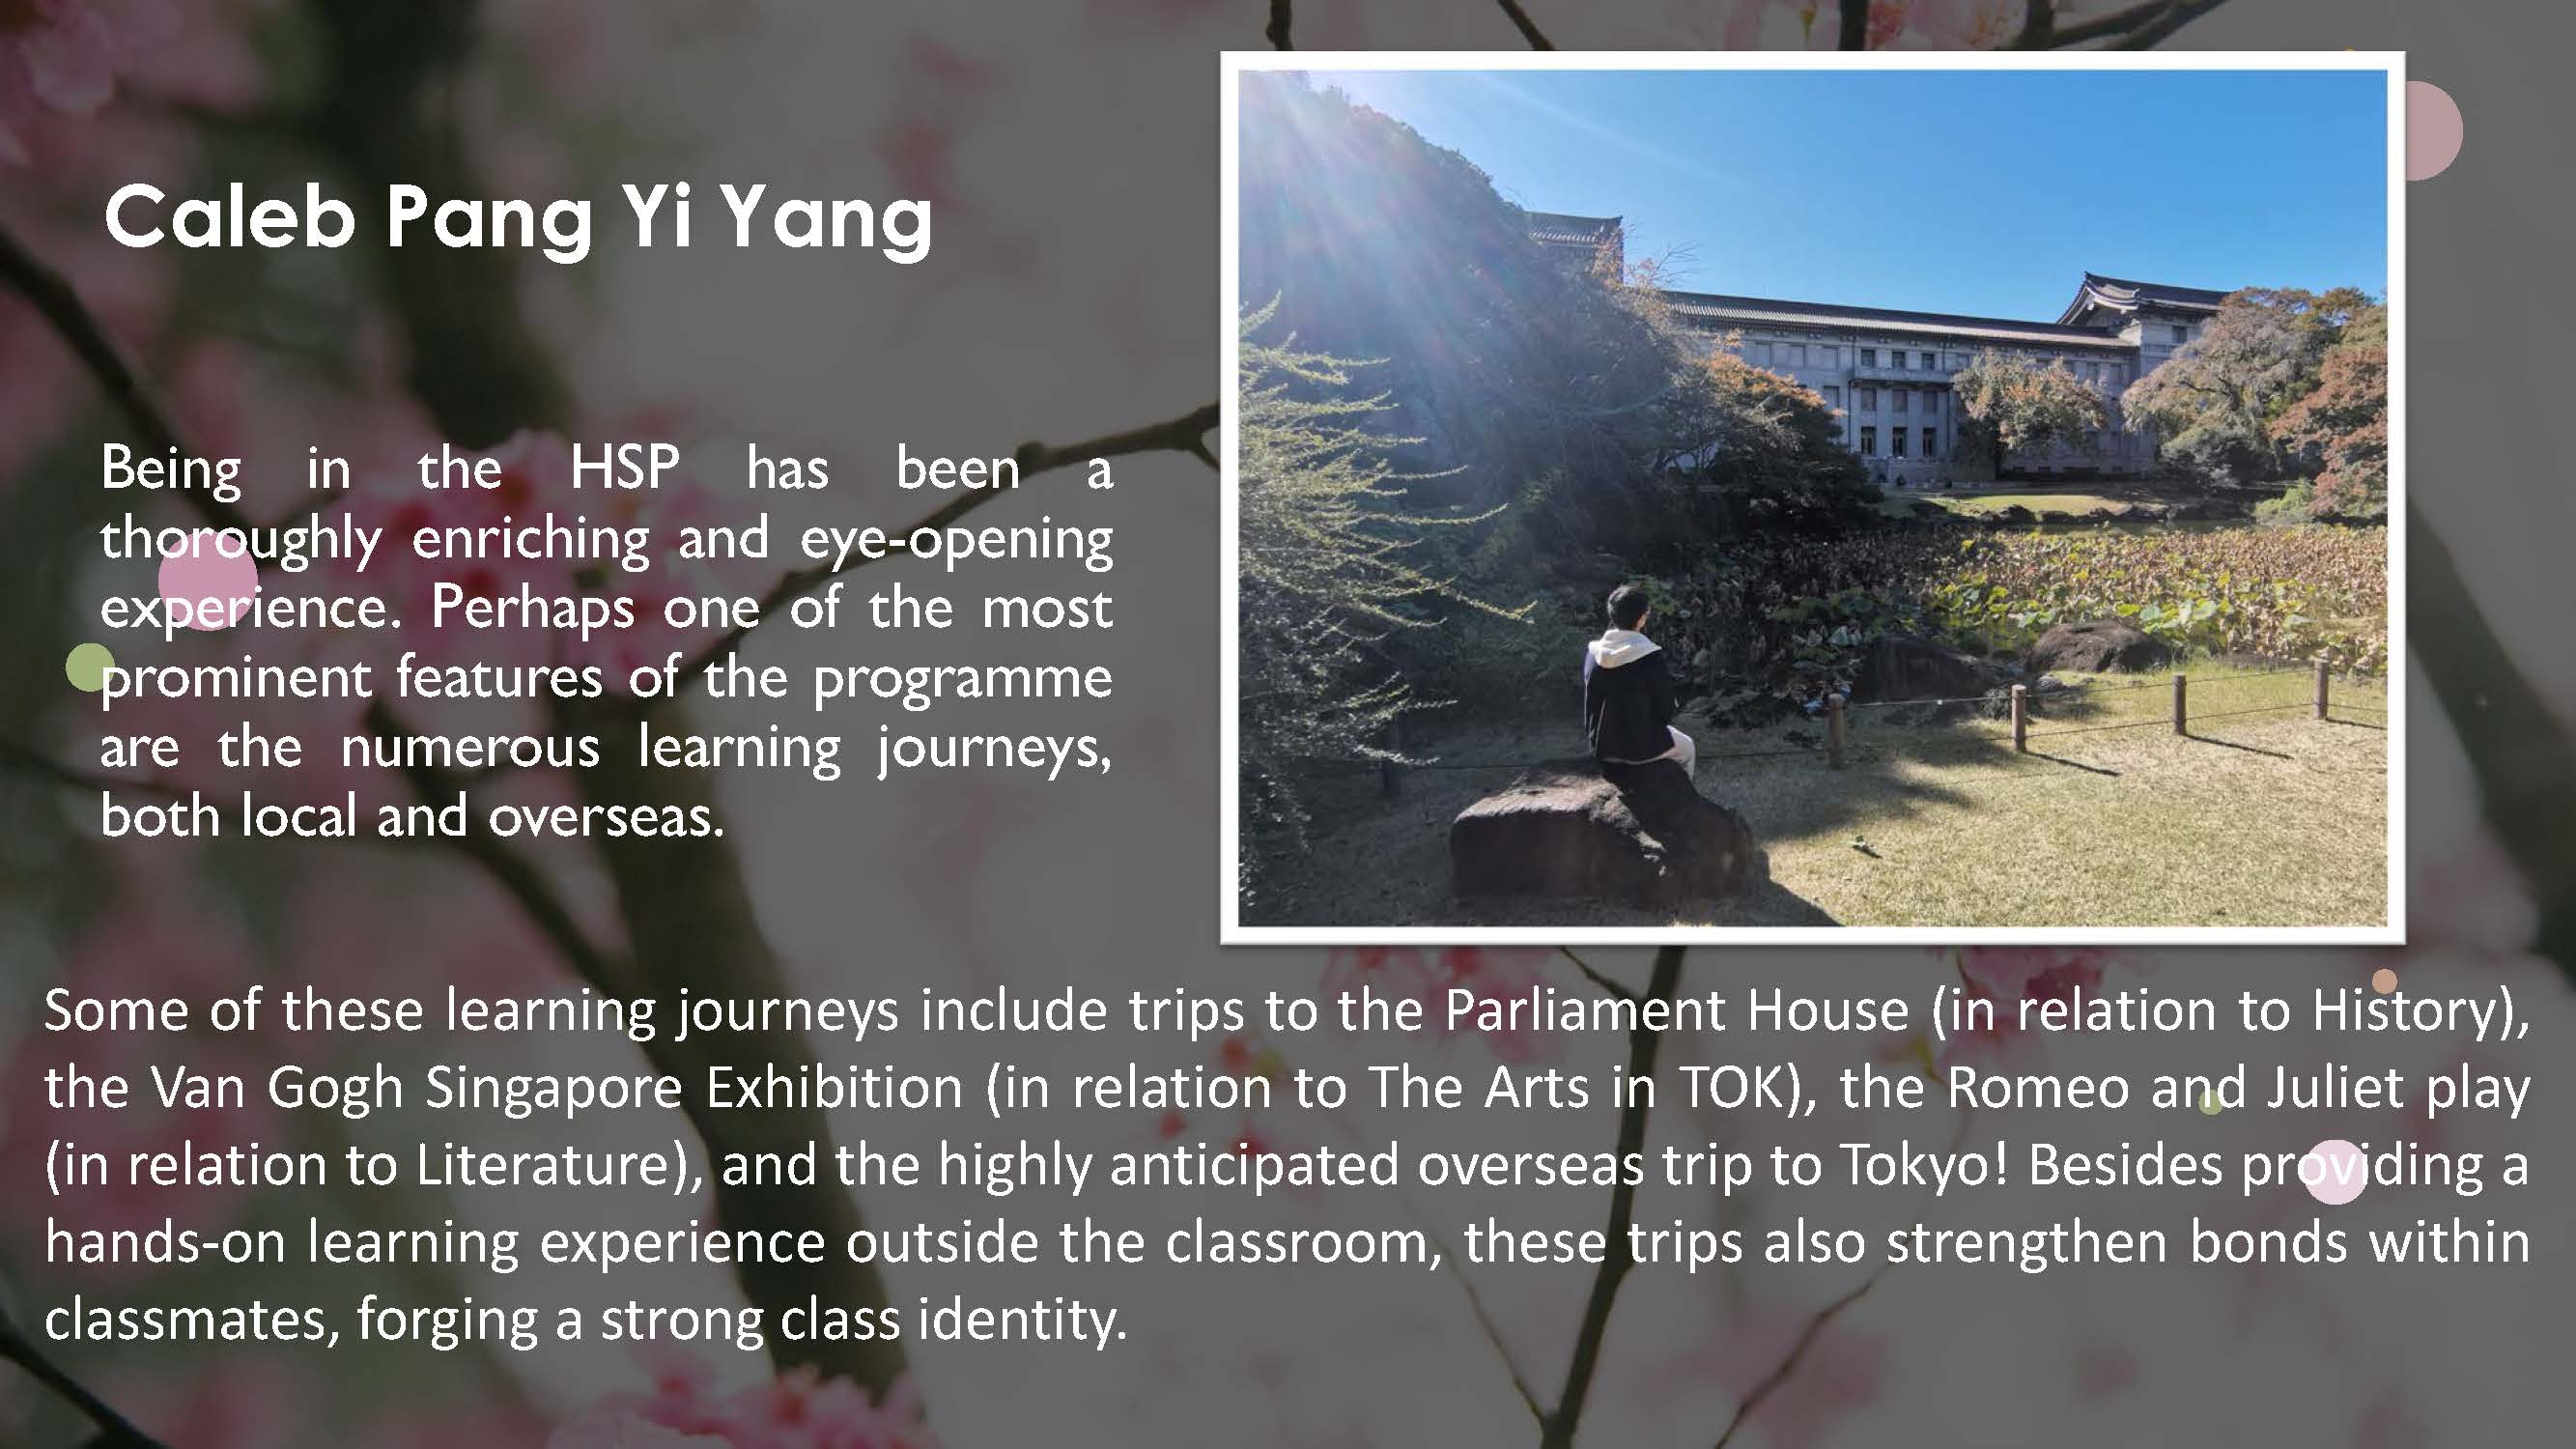 Caleb Pang Yi Yang
Being in the HSP has been a
thoroughly enriching and eye-opening
experience. Perhaps one of the most
prominent features of the programme
are the numerous learning journeys,
both local and overseas.
Some of these learning journeys include trips to the Parliament House (in relation to History),
the Van Gogh Singapore Exhibition (in relation to The Arts in TOK), the Romeo and Juliet play
(in relation to Literature), and the highly anticipated overseas trip to Tokyo! Besides providing a
hands-on learning experience outside the classroom, these trips also strengthen bonds within
classmates, forging a strong class identity.